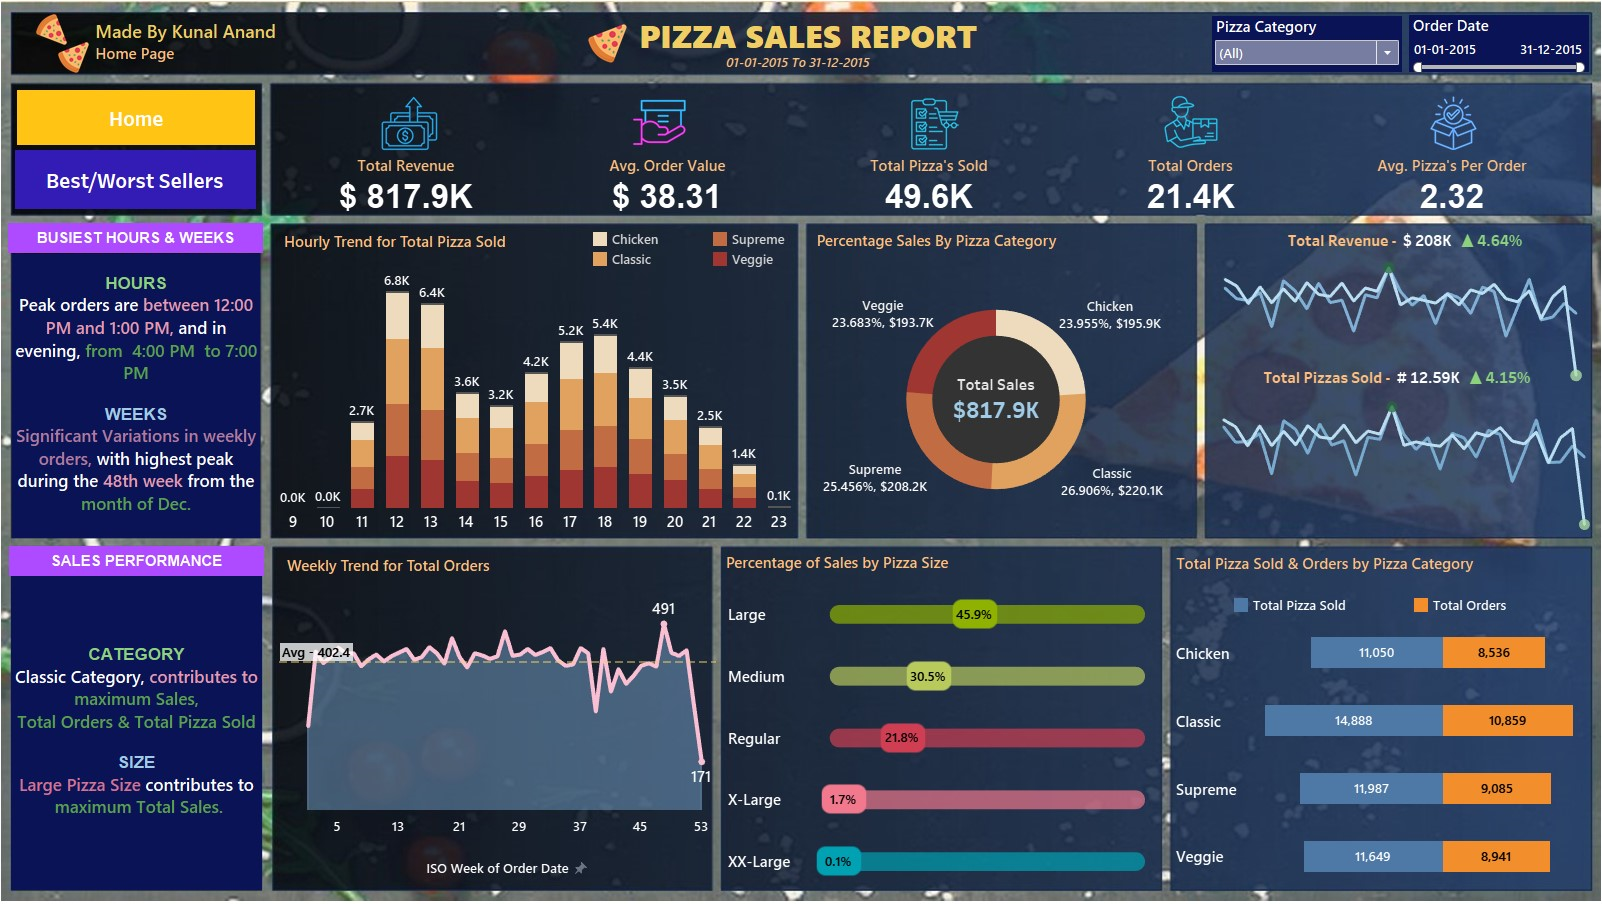 Made By Kunal Anand
Home Page
PIZZA SALES REPORT
01-01-2015 To 31-12-2015
Pizza Category
(All)
Order Date
01-01-2015 31-12-2015
Home
Best/Worst Sellers
Total Revenue
$ 817.9K
Avg. Order Value
$ 38.31
Total Pizza's Sold
49.6K
Total Orders
21.4K
Avg. Pizza's Per Order
2.32
BUSIEST HOURS & WEEKS
HOURS
Peak orders are between 12:00
PM and 1:00 PM, and in
evening, from 4:00 PM to 7:00
PM
WEEKS
Significant Variations in weekly
orders, with highest peak
during the 48th week from the
month of Dec.
Hourly Trend for Total Pizza Sold
Chicken Supreme
Classic Veggie
0.0K 0.0K 2.7K 6.8K 6.4K 3.6K 3.2K 4.2K 5.2K 5.4K 4.4K 3.5K 2.5K 1.4K 0.1K
9 10 11 12 13 14 15 16 17 18 19 20 21 22 23
Percentage Sales By Pizza Category
Veggie
23.683%, $193.7K
Chicken
23.955%, $195.9K
Total Sales
$817.9K
Supreme
25.456%, $208.2K
Classic
26.906%, $220.1K
Total Revenue - $ 208K ▲ 4.64%
Total Pizzas Sold - # 12.59K ▲ 4.15%
SALES PERFORMANCE
CATEGORY
Classic Category, contributes to
maximum Sales,
Total Orders & Total Pizza Sold
SIZE
Large Pizza Size contributes to
maximum Total Sales.
Weekly Trend for Total Orders
491
Avg - 402.4
171
5 13 21 29 37 45 53
ISO Week of Order Date
Percentage of Sales by Pizza Size
Large 45.9%
Medium 30.5%
Regular 21.8%
X-Large 1.7%
XX-Large 0.1%
Total Pizza Sold & Orders by Pizza Category
Total Pizza Sold Total Orders
Chicken 11,050 8,536
Classic 14,888 10,859
Supreme 11,987 9,085
Veggie 11,649 8,941